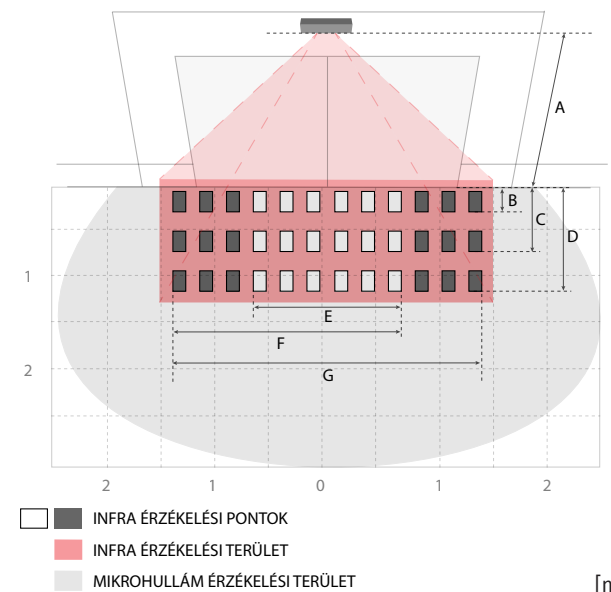 A
B
C
D
E
F
G
1
2
2 1 0 1 2
INFRA ÉRZÉKELÉSI PONTOK
INFRA ÉRZÉKELÉSI TERÜLET
MIKROHULLÁM ÉRZÉKELÉSI TERÜLET